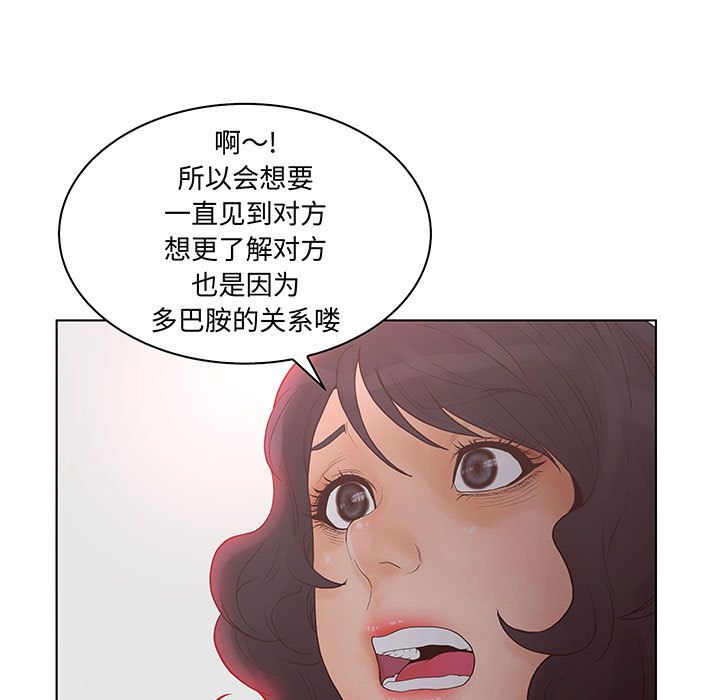 啊～!
所以会想要
一直见到对方
想更了解对方
也是因为
多巴胺的关系喽